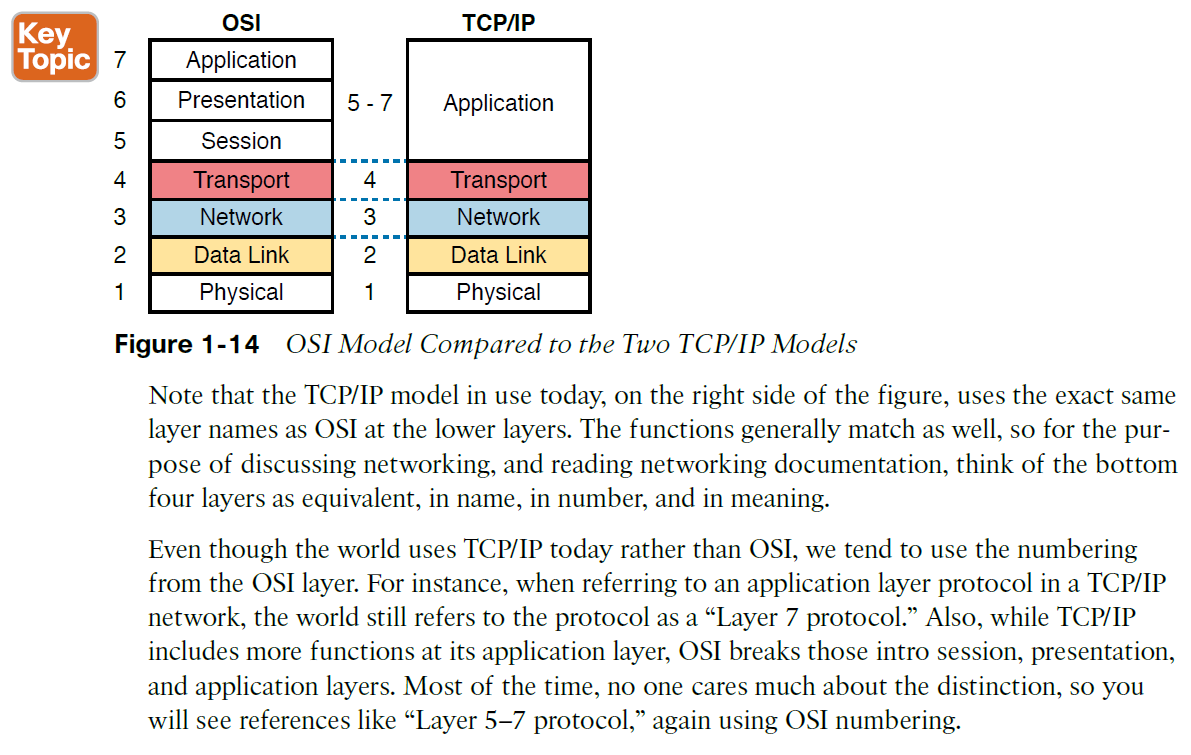 Key
Topic
OSI TCP/IP
7 Application
6 Presentation 5 - 7 Application
5 Session
4 Transport 4 Transport
3 Network 3 Network
2 Data Link 2 Data Link
1 Physical 1 Physical
Figure 1-14 OSI Model Compared to the Two TCP/IP Models
Note that the TCP/IP model in use today, on the right side of the figure, uses the exact same
layer names as OSI at the lower layers. The functions generally match as well, so for the pur-
pose of discussing networking, and reading networking documentation, think of the bottom
four layers as equivalent, in name, in number, and in meaning.
Even though the world uses TCP/IP today rather than OSI, we tend to use the numbering
from the OSI layer. For instance, when referring to an application layer protocol in a TCP/IP
network, the world still refers to the protocol as a “Layer 7 protocol.” Also, while TCP/IP
includes more functions at its application layer, OSI breaks those intro session, presentation,
and application layers. Most of the time, no one cares much about the distinction, so you
will see references like “Layer 5–7 protocol,” again using OSI numbering.